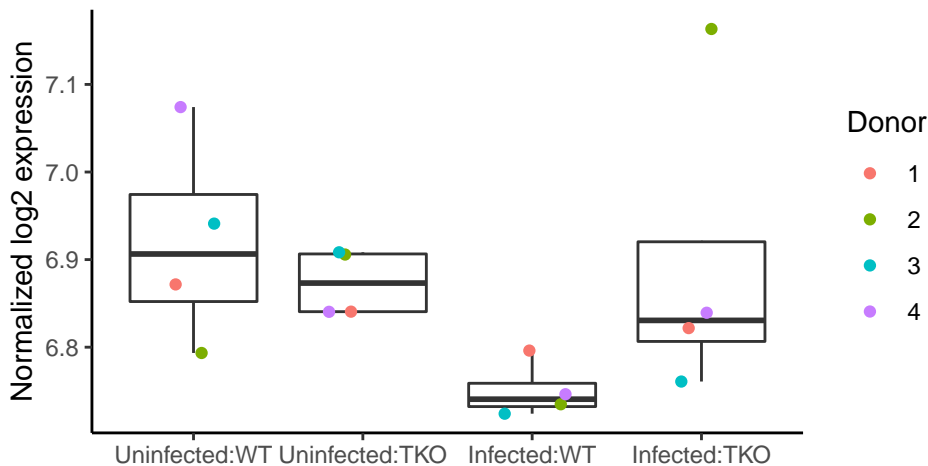 Normalized log2 expression
7.1
7.0
6.9
6.8
Uninfected:WT Uninfected:TKO Infected:WT Infected:TKO
Donor
1
2
3
4